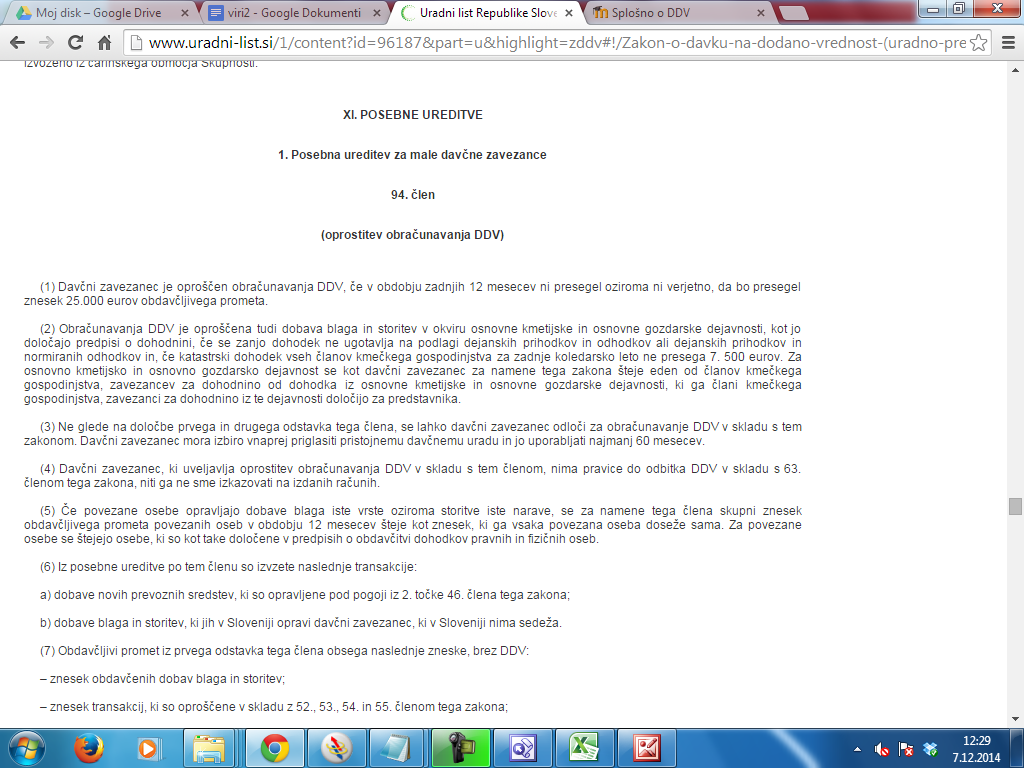 Moj disk – Google Drive
viri2 - Google Dokumenti
Uradni list Republike Slove
Splošno o DDV
www.uradni-list.si/1/content?id=96187&part=u&highlight=zddv#!/Zakon-o-davku-na-dodano-vrednost-(uradno-pre
izvoženo iz carinskega območja Skupnosti.
XI. POSEBNE UREDITVE
1. Posebna ureditev za male davčne zavezance
94. člen
(oprostitev obračunavanja DDV)
(1) Davčni zavezanec je oproščen obračunavanja DDV, če v obdobju zadnjih 12 mesecev ni presegel oziroma ni verjetno, da bo presegel
znesek 25.000 eurov obdavčljivega prometa.
(2) Obračunavanja DDV je oproščena tudi dobava blaga in storitev v okviru osnovne kmetijske in osnovne gozdarske dejavnosti, kot jo
določajo predpisi o dohodnini, če se zanjo dohodek ne ugotavlja na podlagi dejanskih prihodkov in odhodkov ali dejanskih prihodkov in
normiranih odhodkov in, če katastrski dohodek vseh članov kmečkega gospodinjstva za zadnje koledarsko leto ne presega 7. 500 eurov. Za
osnovno kmetijsko in osnovno gozdarsko dejavnost se kot davčni zavezanec za namene tega zakona šteje eden od članov kmečkega
gospodinjstva, zavezancev za dohodnino od dohodka iz osnovne kmetijske in osnovne gozdarske dejavnosti, ki ga člani kmečkega
gospodinjstva, zavezanci za dohodnino iz te dejavnosti določijo za predstavnika.
(3) Ne glede na določbe prvega in drugega odstavka tega člena, se lahko davčni zavezanec odloči za obračunavanje DDV v skladu s tem
zakonom. Davčni zavezanec mora izbiro vnaprej priglasiti pristojnemu davčnemu uradu in jo uporabljati najmanj 60 mesecev.
(4) Davčni zavezanec, ki uveljavlja oprostitev obračunavanja DDV v skladu s tem členom, nima pravice do odbitka DDV v skladu s 63.
členom tega zakona, niti ga ne sme izkazovati na izdanih računih.
(5) Če povezane osebe opravljajo dobave blaga iste vrste oziroma storitve iste narave, se za namene tega člena skupni znesek
obdavčljivega prometa povezanih oseb v obdobju 12 mesecev šteje kot znesek, ki ga vsaka povezana oseba doseže sama. Za povezane
osebe se štejejo osebe, ki so kot take določene v predpisih o obdavčitvi dohodkov pravnih in fizičnih oseb.
(6) Iz posebne ureditve po tem členu so izvzete naslednje transakcije:
a) dobave novih prevoznih sredstev, ki so opravljene pod pogoji iz 2. točke 46. člena tega zakona;
b) dobave blaga in storitev, ki jih v Sloveniji opravi davčni zavezanec, ki v Sloveniji nima sedeža.
(7) Obdavčljivi promet iz prvega odstavka tega člena obsega naslednje zneske, brez DDV:
– znesek obdavčenih dobav blaga in storitev;
– znesek transakcij, ki so oproščene v skladu z 52., 53., 54. in 55. členom tega zakona;
12:29
7.12.2014